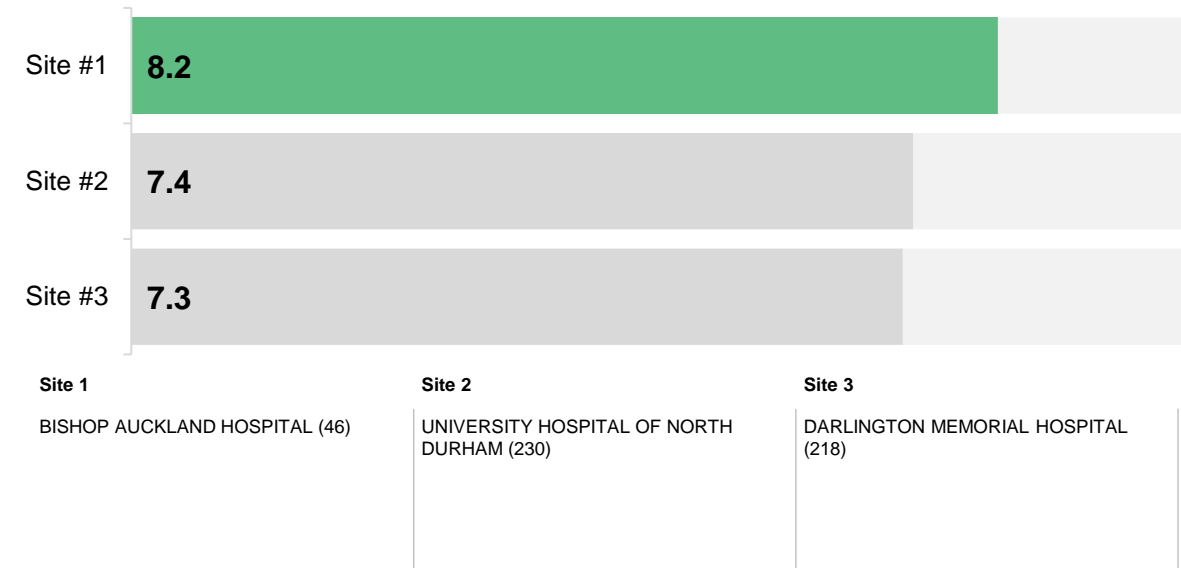 Site #1
8.2
Site #2
7.4
Site #3
7.3
Site 1
BISHOP AUCKLAND HOSPITAL (46)
Site 2
UNIVERSITY HOSPITAL OF NORTH
DURHAM (230)
Site 3
DARLINGTON MEMORIAL HOSPITAL
(218)